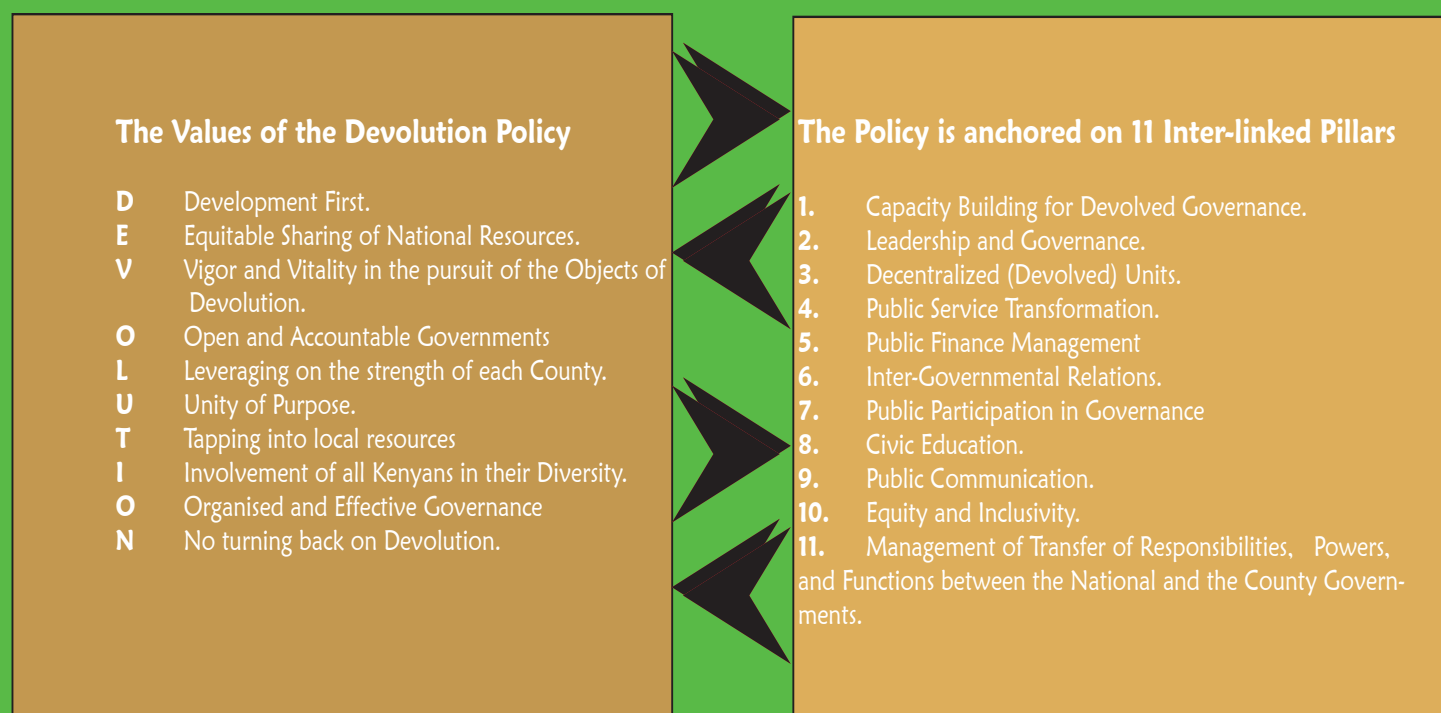 The Values of the Devolution Policy
D Development First.
E Equitable Sharing of National Resources.
V Vigor and Vitality in the pursuit of the Objects of
Devolution.
O Open and Accountable Governments
L Leveraging on the strength of each County.
U Unity of Purpose.
T Tapping into local resources
I Involvement of all Kenyans in their Diversity.
O Organised and Effective Governance
N No turning back on Devolution.
The Policy is anchored on 11 Inter-linked Pillars
1. Capacity Building for Devolved Governance.
2. Leadership and Governance.
3. Decentralized (Devolved) Units.
4. Public Service Transformation.
5. Public Finance Management
6. Inter-Governmental Relations.
7. Public Participation in Governance
8. Civic Education.
9. Public Communication.
10. Equity and Inclusivity.
11. Management of Transfer of Responsibilities, Powers,
and Functions between the National and the County Govern-
ments.